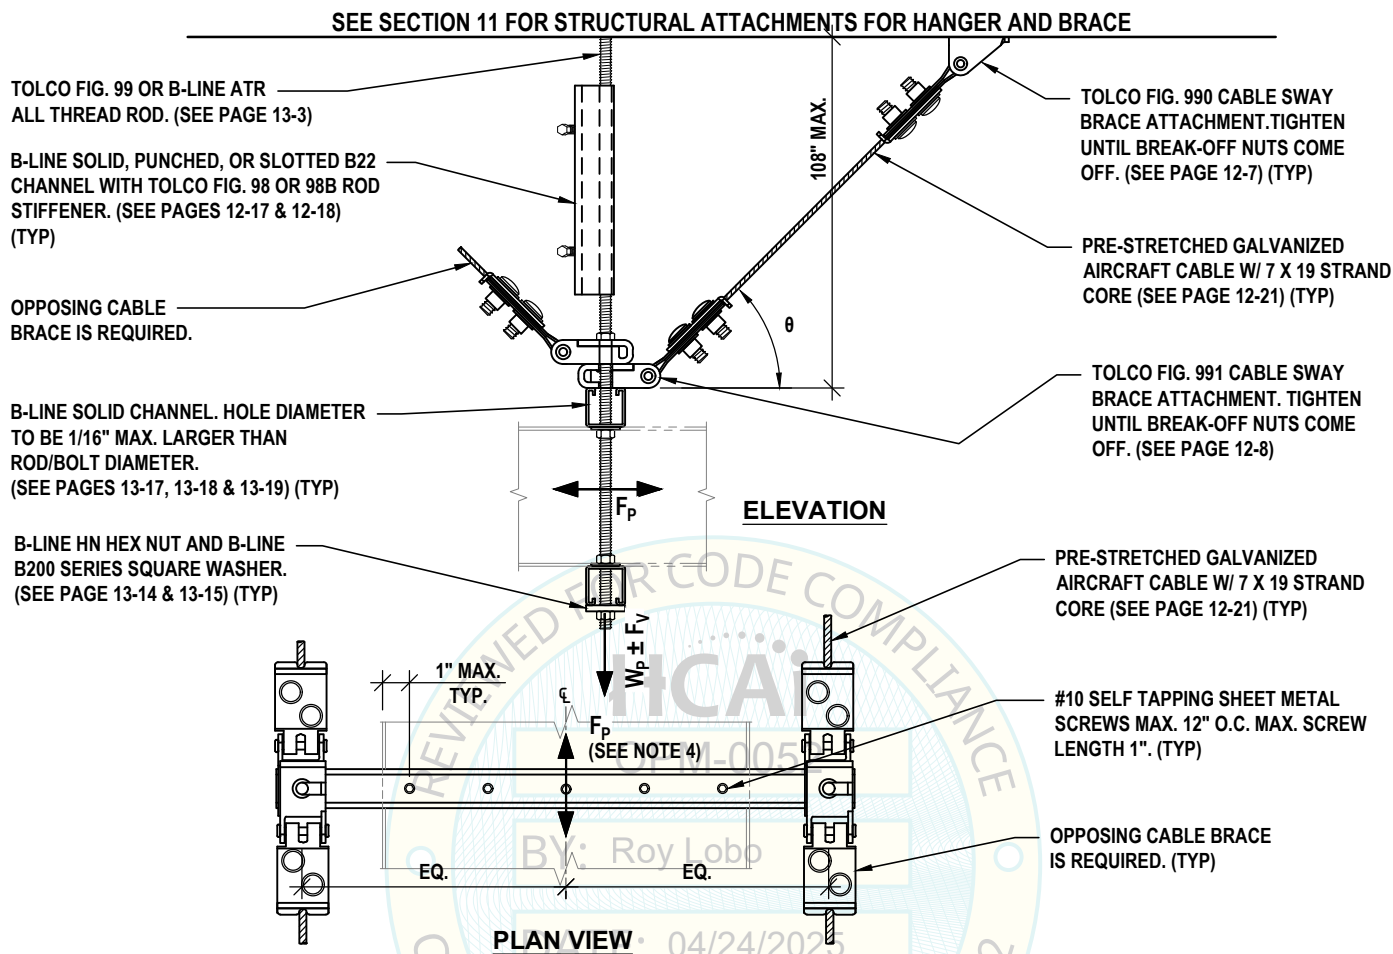 SEE SECTION 11 FOR STRUCTURAL ATTACHMENTS FOR HANGER AND BRACE
TOLCO FIG. 99 OR B-LINE ATR
ALL THREAD ROD. (SEE PAGE 13-3)
B-LINE SOLID, PUNCHED, OR SLOTTED B22
CHANNEL WITH TOLCO FIG. 98 OR 98B ROD
STIFFENER. (SEE PAGES 12-17 & 12-18)
(TYP)
OPPOSING CABLE
BRACE IS REQUIRED.
B-LINE SOLID CHANNEL. HOLE DIAMETER
TO BE 1/16" MAX. LARGER THAN
ROD/BOLT DIAMETER.
(SEE PAGES 13-17, 13-18 & 13-19) (TYP)
B-LINE HN HEX NUT AND B-LINE
B200 SERIES SQUARE WASHER.
(SEE PAGE 13-14 & 13-15) (TYP)
108" MAX.
θ
TOLCO FIG. 990 CABLE SWAY
BRACE ATTACHMENT.TIGHTEN
UNTIL BREAK-OFF NUTS COME
OFF. (SEE PAGE 12-7) (TYP)
PRE-STRETCHED GALVANIZED
AIRCRAFT CABLE W/ 7 X 19 STRAND
CORE (SEE PAGE 12-21) (TYP)
TOLCO FIG. 991 CABLE SWAY
BRACE ATTACHMENT. TIGHTEN
UNTIL BREAK-OFF NUTS COME
OFF. (SEE PAGE 12-8)
FP
ELEVATION
WP ± FV
PRE-STRETCHED GALVANIZED
AIRCRAFT CABLE W/ 7 X 19 STRAND
CORE (SEE PAGE 12-21) (TYP)
1" MAX.
TYP.
℄
FP
(SEE NOTE 4)
#10 SELF TAPPING SHEET METAL
SCREWS MAX. 12" O.C. MAX. SCREW
LENGTH 1". (TYP)
OPPOSING CABLE BRACE
IS REQUIRED. (TYP)
EQ.
EQ.
PLAN VIEW
REVIEWED FOR CODE COMPLIANCE
HCAi
OPM-0052
BY: Roy Lobo
DATE: 04/24/2025